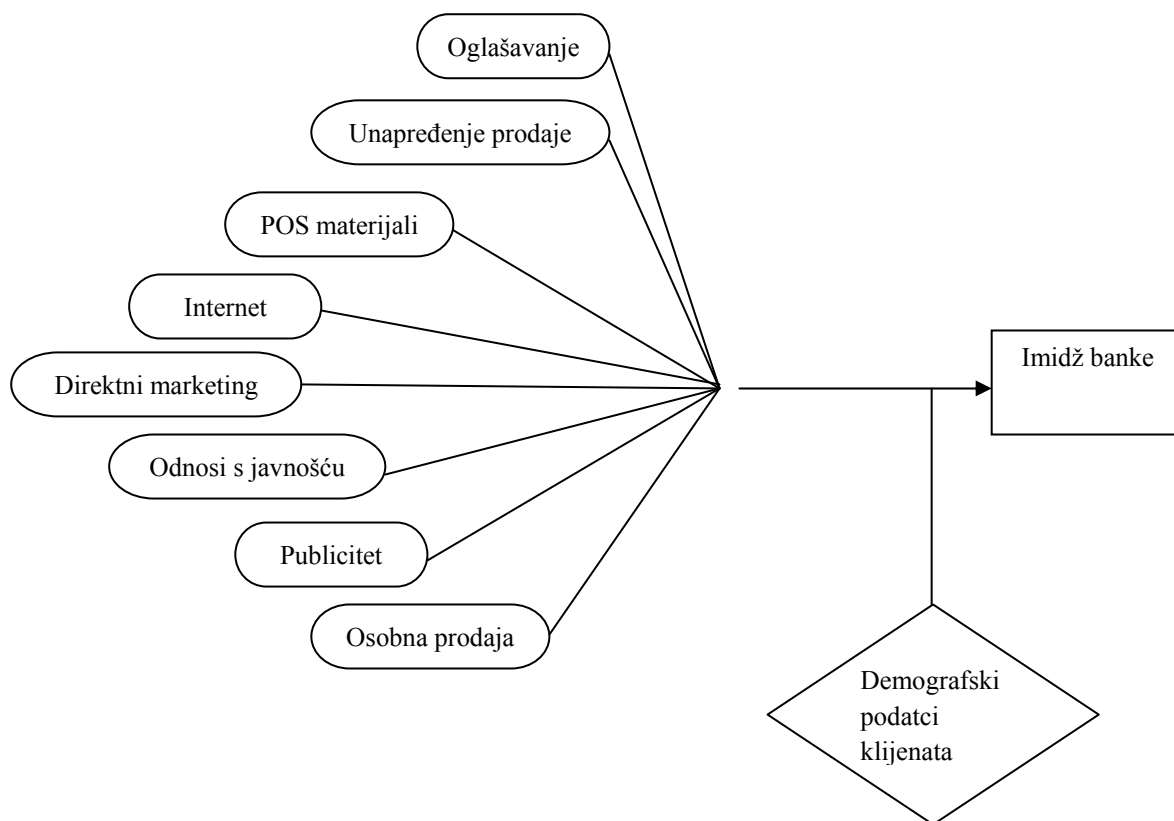 Oglašavanje
Unapređenje prodaje
POS materijali
Internet
Imidž banke
Direktni marketing
Odnosi s javnošću
Publicitet
Osobna prodaja
Demografski
podatci
klijenata